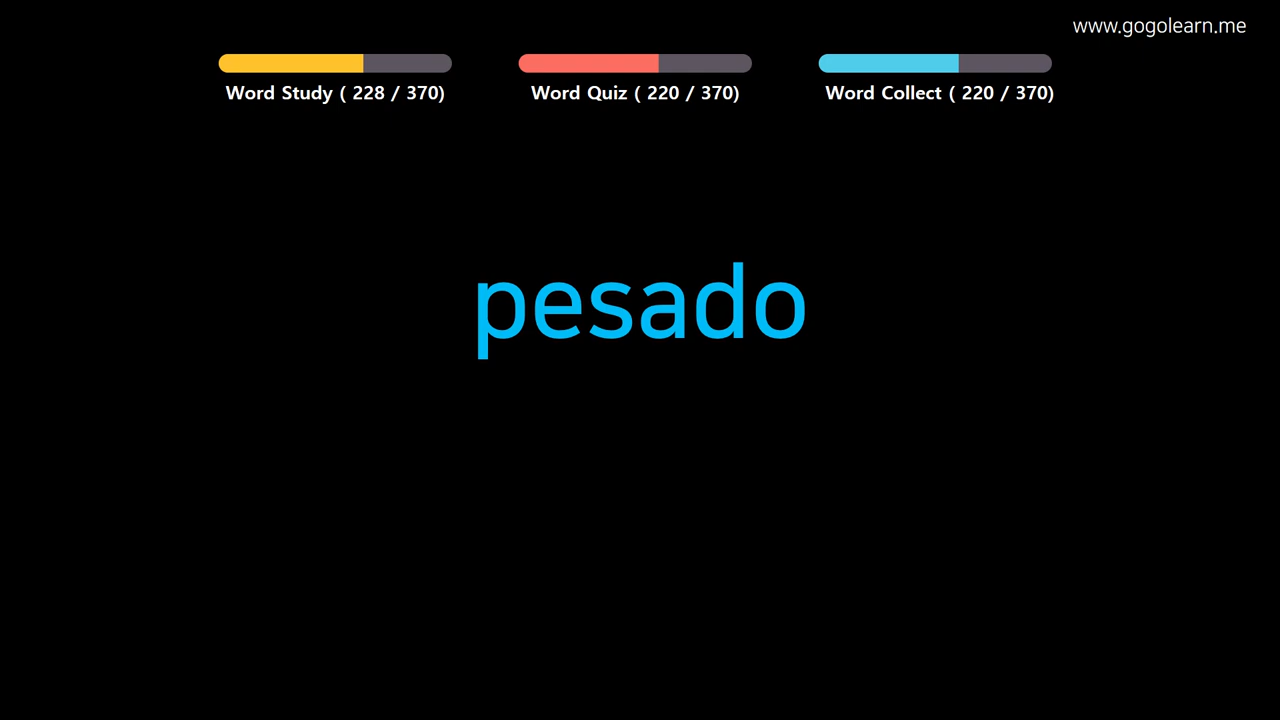 www.gogolearn.me
Word Study ( 228 / 370)
Word Quiz ( 220 / 370)
Word Collect ( 220 / 370)
pesado